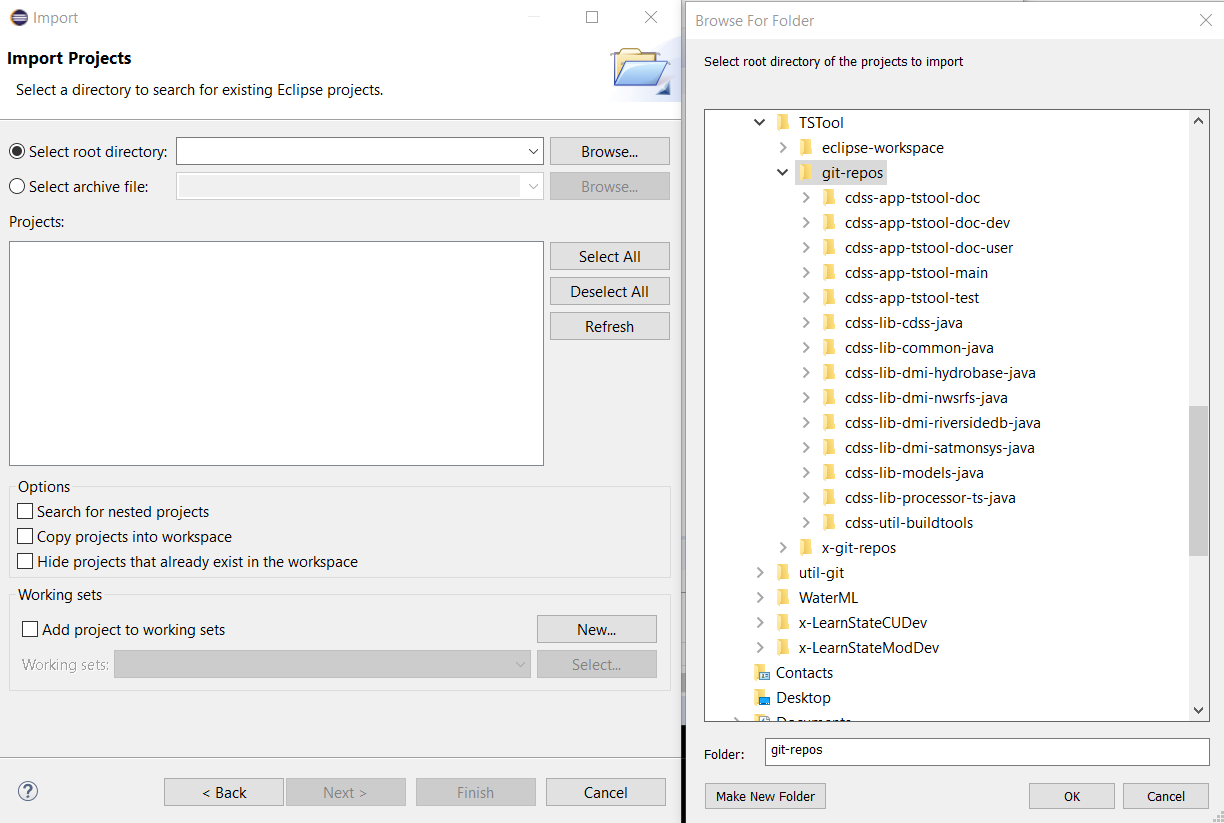 Import
Import Projects
Select a directory to search for existing Eclipse projects.
Select root directory:
Browse...
Select archive file:
Browse...
Projects:
Select All
Deselect All
Refresh
Options
Search for nested projects
Copy projects into workspace
Hide projects that already exist in the workspace
Working sets
Add project to working sets
New...
Working sets:
Select...
?
< Back
Next >
Finish
Cancel
Browse For Folder
Select root directory of the projects to import
TSTool
eclipse-workspace
git-repos
cdss-app-tstool-doc
cdss-app-tstool-doc-dev
cdss-app-tstool-doc-user
cdss-app-tstool-main
cdss-app-tstool-test
cdss-lib-cdss-java
cdss-lib-common-java
cdss-lib-dmi-hydrobase-java
cdss-lib-dmi-nwsrfs-java
cdss-lib-dmi-riversidedb-java
cdss-lib-dmi-satmonsys-java
cdss-lib-models-java
cdss-lib-processor-ts-java
cdss-util-buildtools
x-git-repos
util-git
WaterML
x-LearnStateCUDev
x-LearnStateModDev
Contacts
Desktop
Documents
Folder:
git-repos
Make New Folder
OK
Cancel